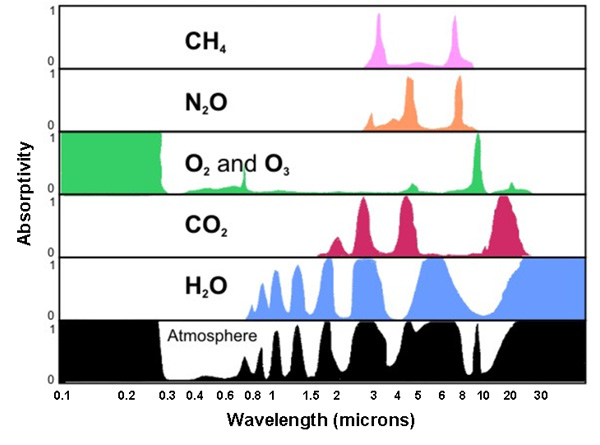 Absorptivity
1
CH₄
0
1
N₂O
0
1
O₂ and O₃
0
1
CO₂
0
1
H₂O
0
1
Atmosphere
0
0.1 0.2 0.3 0.4 0.6 0.8 1 1.5 2 3 4 5 6 8 10 20 30
Wavelength (microns)